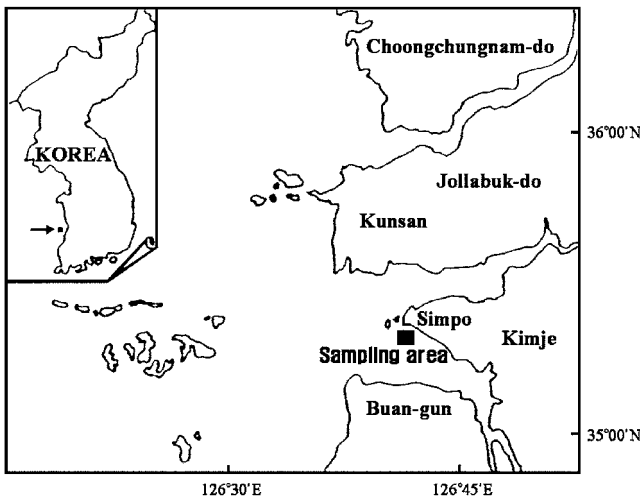 Choongchungnam-do
36°00'N
KOREA
Jollabuk-do
Kunsan
Simpo
Kimje
Sampling area
Buan-gun
35°00'N
126°30'E
126°45'E